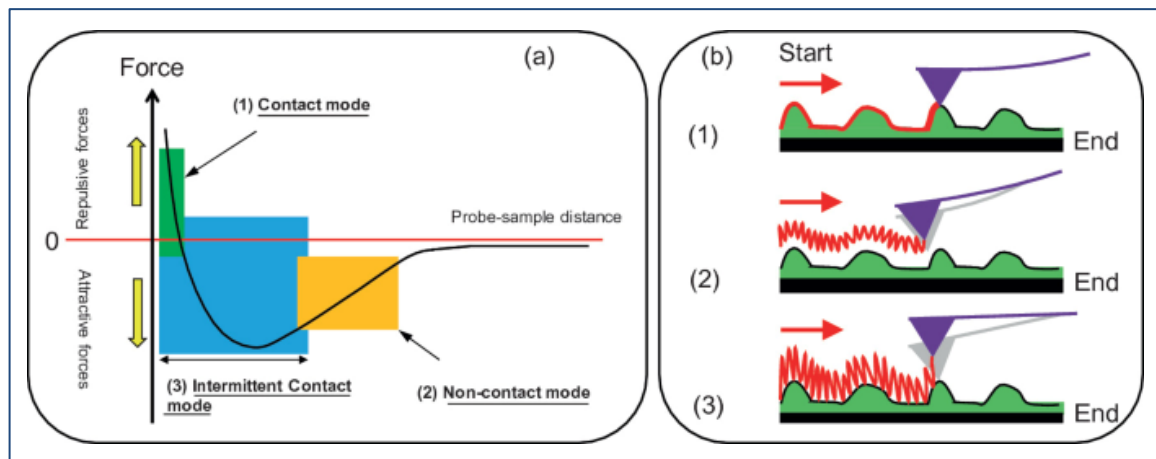 (a)
Force
(1) Contact mode
Repulsive forces
Probe-sample distance
0
Attractive forces
(3) Intermittent Contact
mode
(2) Non-contact mode
(b)
Start
(1)
End
(2)
End
(3)
End